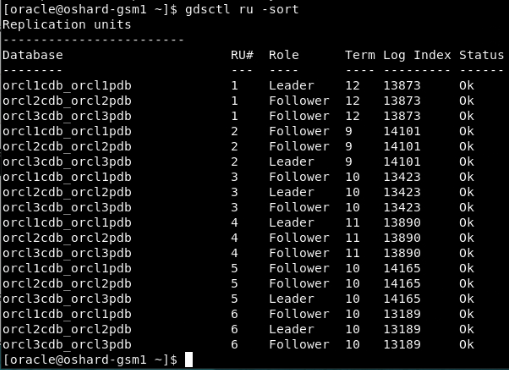 [oracle@oshard-gsm1 ~]$ gdsctl ru -sort
Replication units
------------------------
Database                      RU#  Role      Term Log Index Status
--------                      ---  ----      ---- --------- ------
orcl1cdb_orcl1pdb             1    Leader    12   13873     Ok
orcl2cdb_orcl2pdb             1    Follower  12   13873     Ok
orcl3cdb_orcl3pdb             1    Follower  12   13873     Ok
orcl1cdb_orcl1pdb             2    Follower  9    14101     Ok
orcl2cdb_orcl2pdb             2    Follower  9    14101     Ok
orcl3cdb_orcl3pdb             2    Leader    9    14101     Ok
orcl1cdb_orcl1pdb             3    Follower  10   13423     Ok
orcl2cdb_orcl2pdb             3    Leader    10   13423     Ok
orcl3cdb_orcl3pdb             3    Follower  10   13423     Ok
orcl1cdb_orcl1pdb             4    Leader    11   13890     Ok
orcl2cdb_orcl2pdb             4    Follower  11   13890     Ok
orcl3cdb_orcl3pdb             4    Follower  11   13890     Ok
orcl1cdb_orcl1pdb             5    Follower  10   14165     Ok
orcl2cdb_orcl2pdb             5    Follower  10   14165     Ok
orcl3cdb_orcl3pdb             5    Leader    10   14165     Ok
orcl1cdb_orcl1pdb             6    Follower  10   13189     Ok
orcl2cdb_orcl2pdb             6    Leader    10   13189     Ok
orcl3cdb_orcl3pdb             6    Follower  10   13189     Ok
[oracle@oshard-gsm1 ~]$